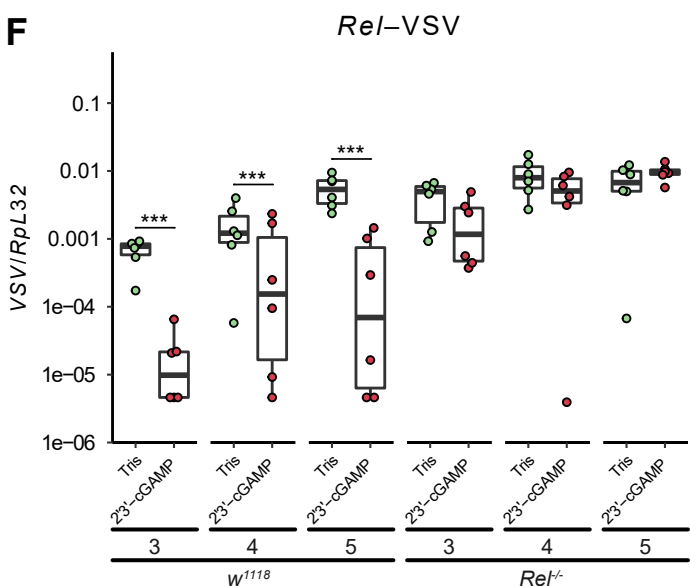 F
Rel–VSV
VSV/RpL32
0.1
0.01
0.001
1e−04
1e−05
1e−06
*** *** ***
Tris 2'3'−cGAMP Tris 2'3'−cGAMP Tris 2'3'−cGAMP Tris 2'3'−cGAMP Tris 2'3'−cGAMP Tris 2'3'−cGAMP
3 4 5 3 4 5
w1118 Rel-/-